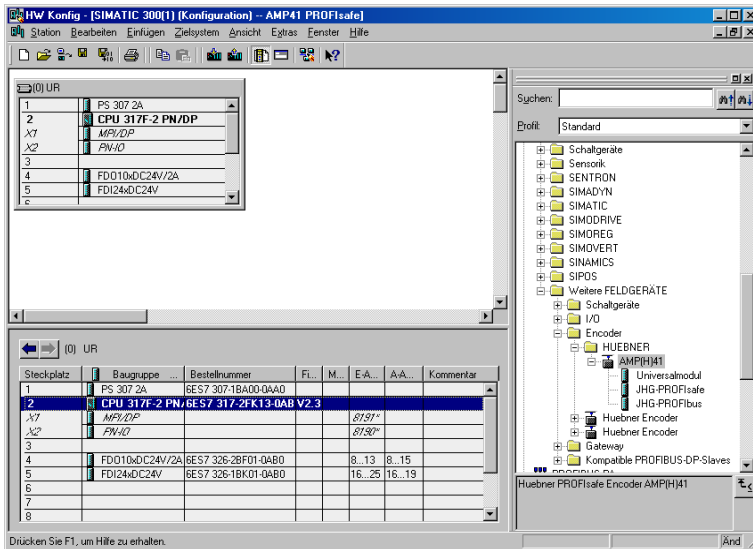 HW Konfig - [SIMATIC 300(1) (Konfiguration) -- AMP41 PROFIsafe]
Station Bearbeiten Einfügen Zielsystem Ansicht Extras Fenster Hilfe
(0) UR
1 PS 307 2A
2 CPU 317F-2 PN/DP
X1 MPI/DP
X2 PN-IO
3
4 FDO10xDC24V/2A
5 FDI24xDC24V
6
Suchen:
Profil: Standard
Schaltgeräte
Sensorik
SENTRON
SIMADYN
SIMATIC
SIMODRIVE
SIMOREG
SIMOVERT
SINAMICS
SIPOS
Weitere FELDGERÄTE
Schaltgeräte
I/O
Encoder
HUEBNER
AMP(H)41
Universalmodul
JHG-PROFIsafe
JHG-PROFIbus
Huebner Encoder
Huebner Encoder
Gateway
Kompatible PROFIBUS-DP-Slaves
PROFIBUS-PA
Huebner PROFIsafe Encoder AMP(H)41
(0) UR
Steckplatz Baugruppe ... Bestellnummer Fi... M... E-A... A-A... Kommentar
1 PS 307 2A 6ES7 307-1BA00-0AA0
2 CPU 317F-2 PN/ 6ES7 317-2FK13-0AB V2.3
X1 MPI/DP 8191*
X2 PN-IO 8190*
3
4 FDO10xDC24V/2A 6ES7 326-2BF01-0AB0 8...13 8...15
5 FDI24xDC24V 6ES7 326-1BK01-0AB0 16...25 16...19
6
7
8
Drücken Sie F1, um Hilfe zu erhalten.
Änd